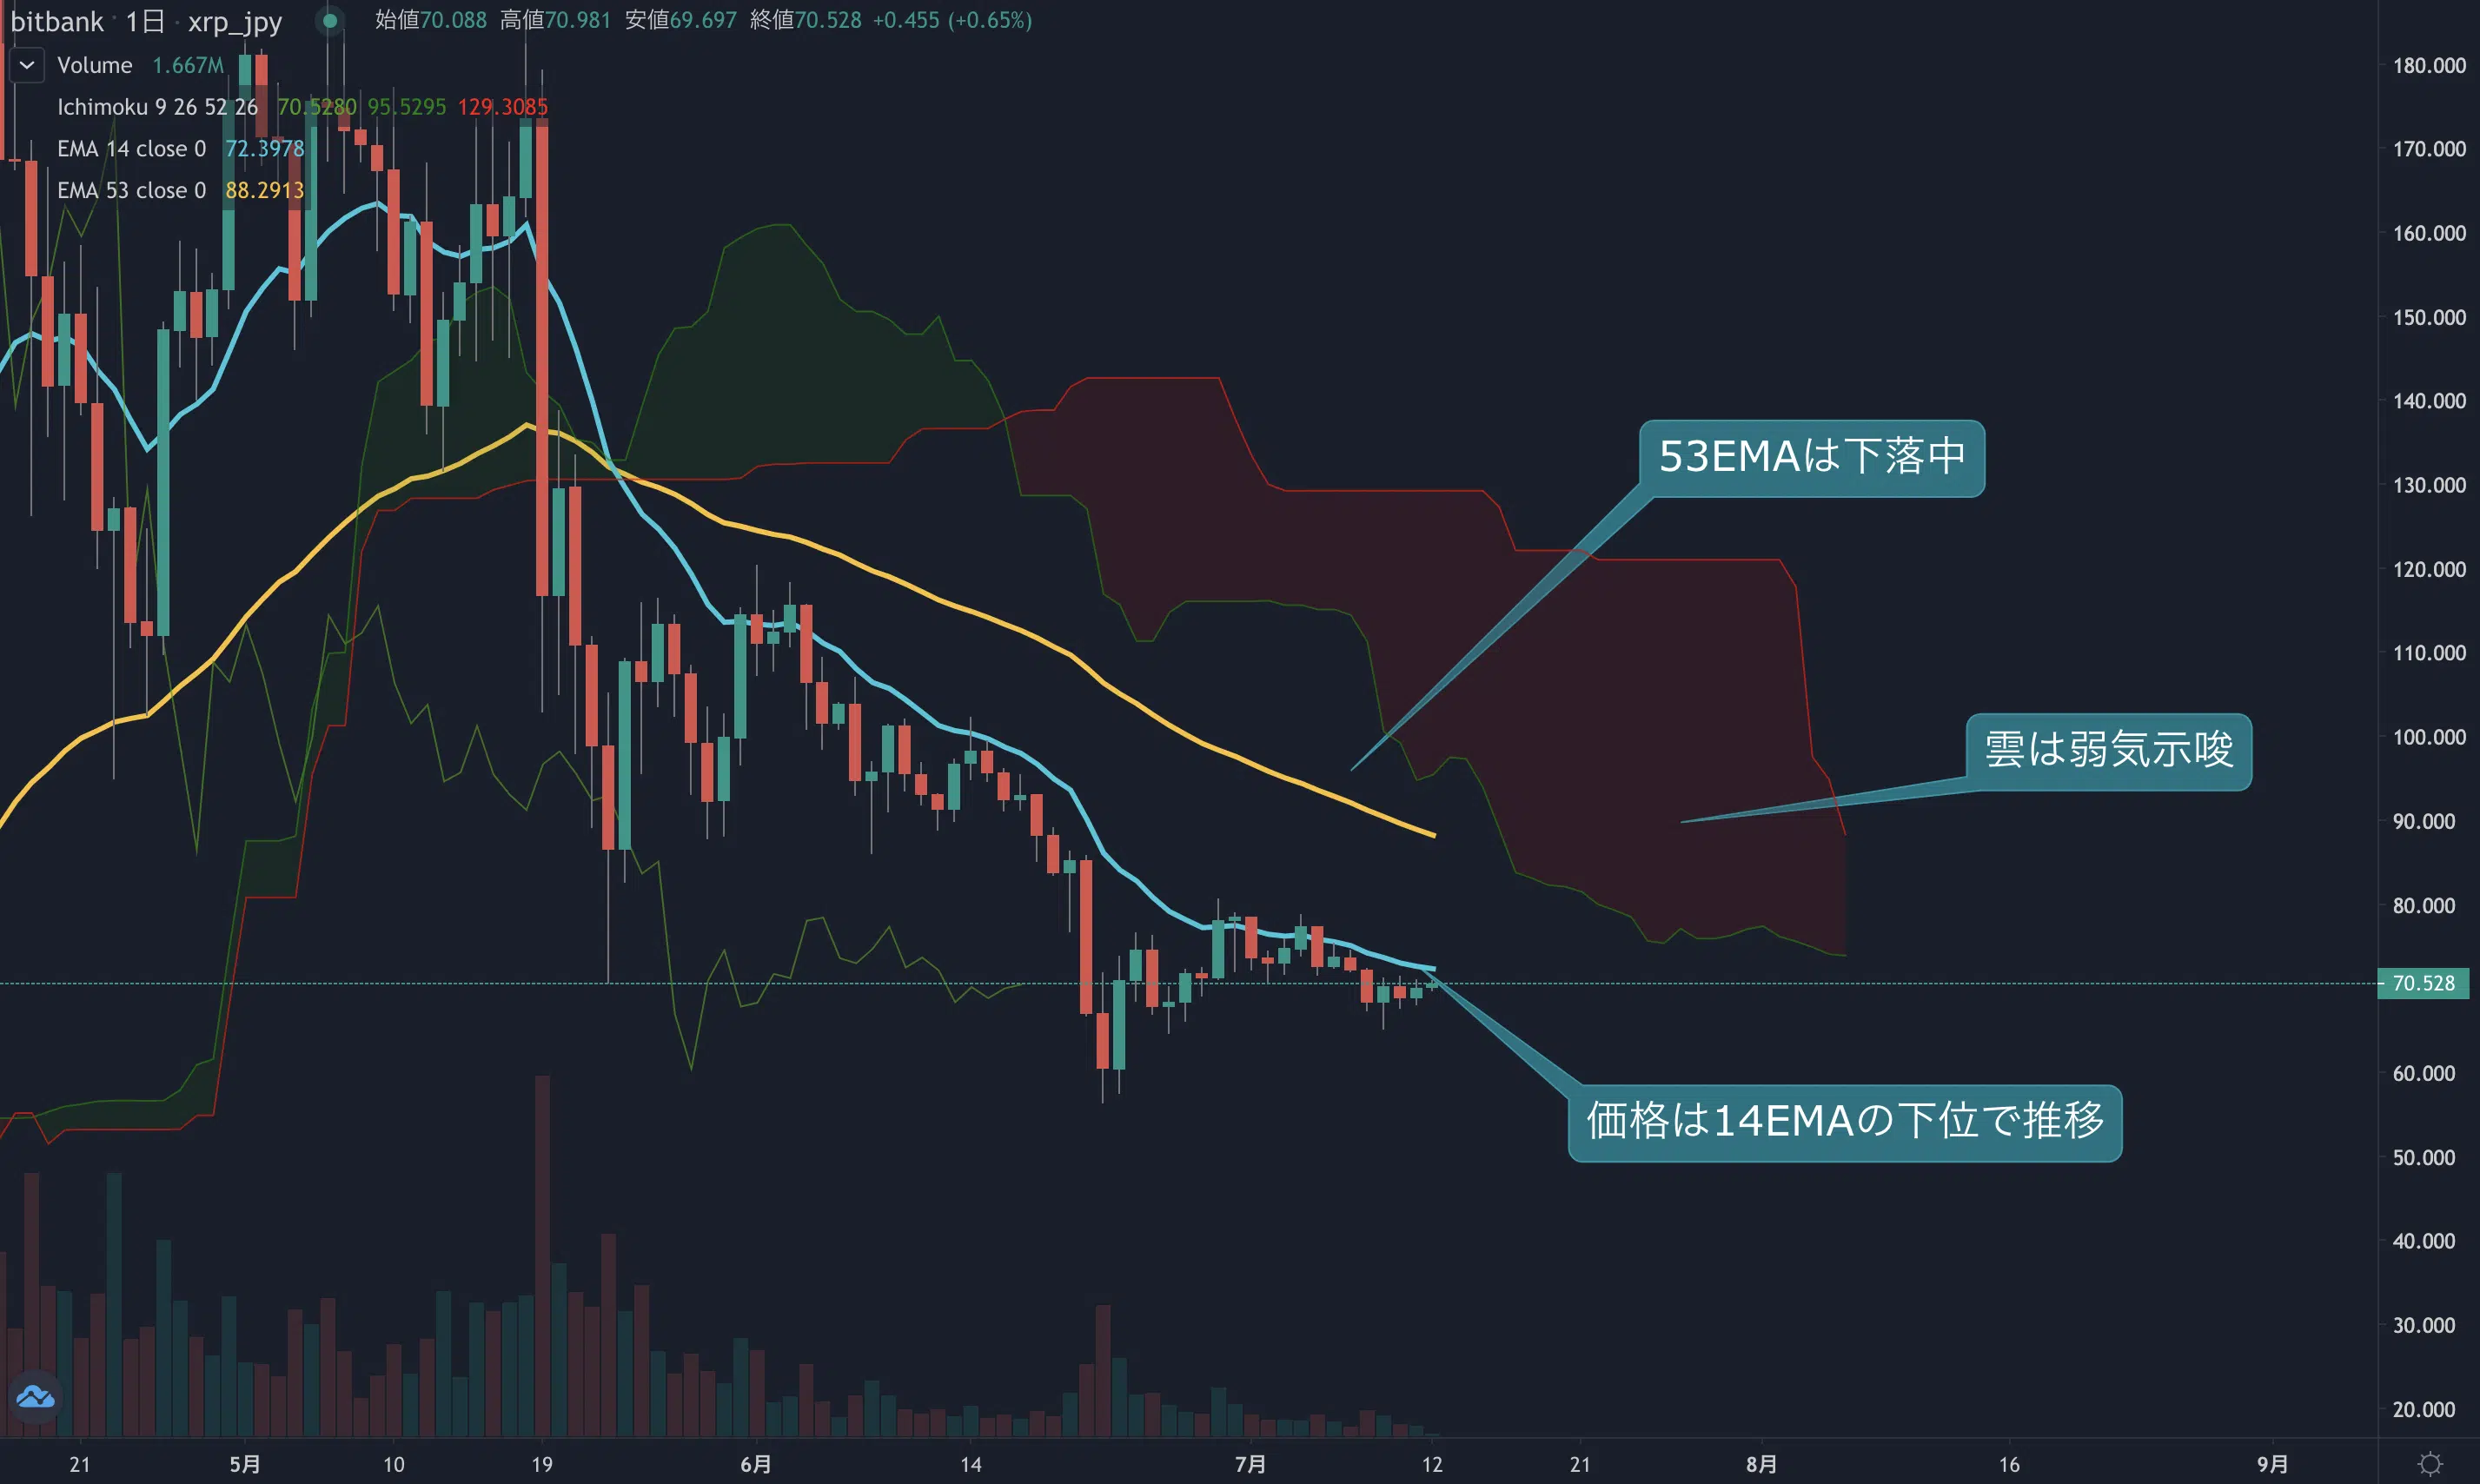 bitbank · 1日 · xrp_jpy 始値70.088 高値70.981 安値69.697 終値70.528 +0.455 (+0.65%)
Volume 1.667M
Ichimoku 9 26 52 26 70.5280 95.5295 129.3085
EMA 14 close 0 72.3978
EMA 53 close 0 88.2913
53EMAは下落中
雲は弱気示唆
価格は14EMAの下位で推移
180.000
170.000
160.000
150.000
140.000
130.000
120.000
110.000
100.000
90.000
80.000
70.528
60.000
50.000
40.000
30.000
20.000
21 5月 10 19 6月 14 7月 12 21 8月 16 9月